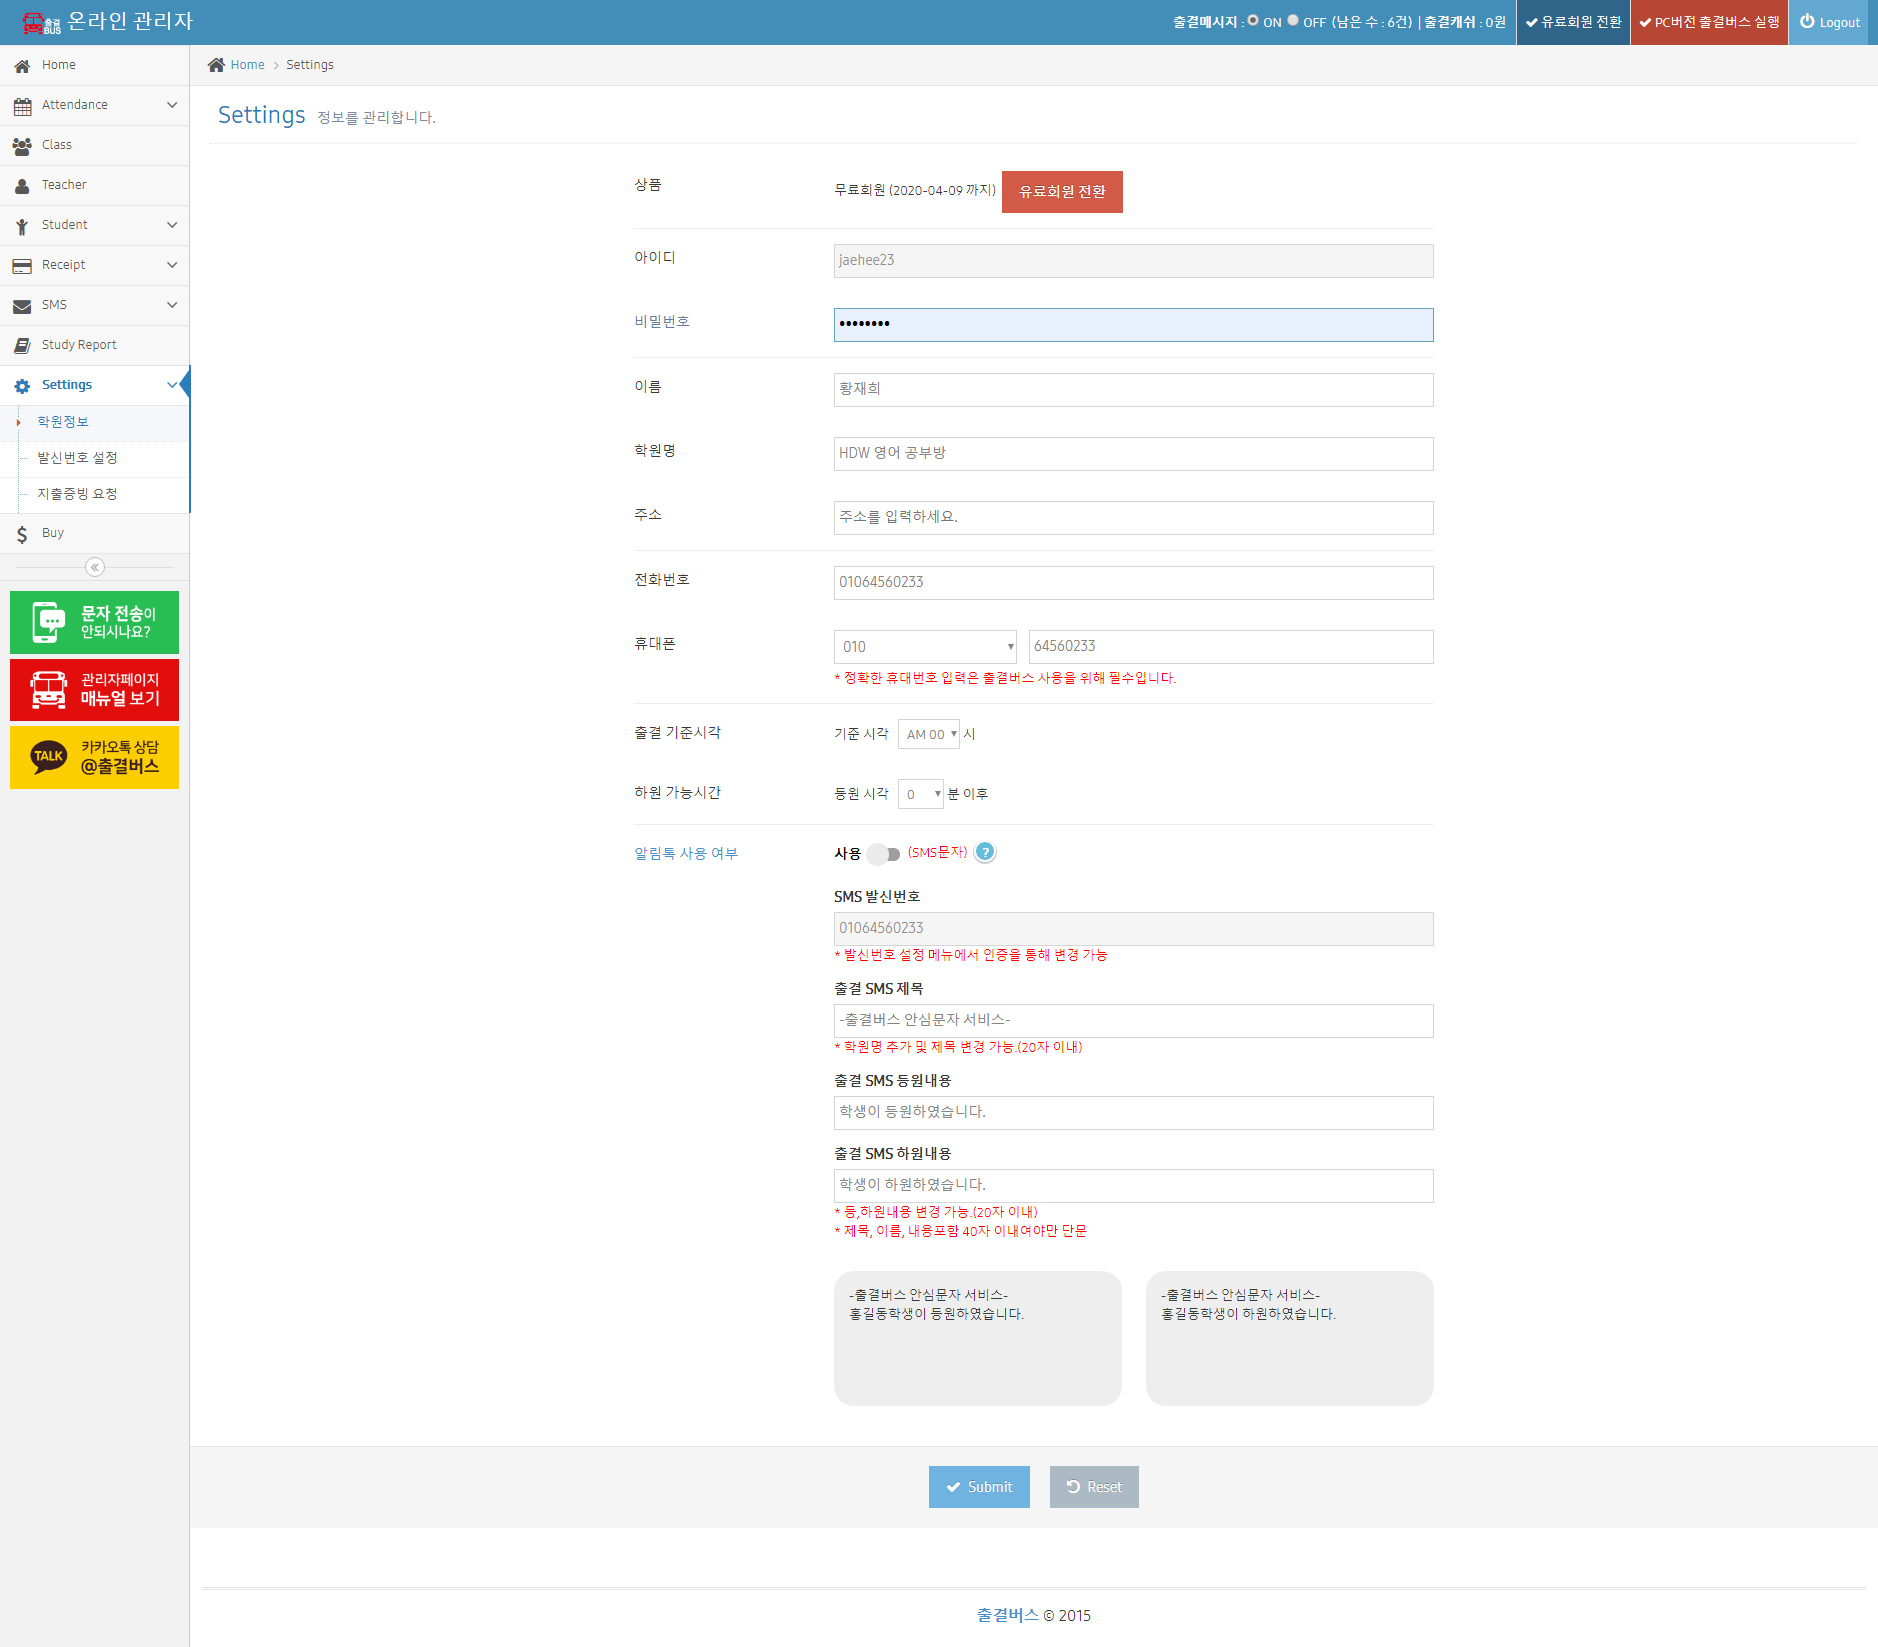 출결 BUS 온라인 관리자
출결메시지 : ON OFF (남은 수 : 6건) | 출결캐쉬 : 0원
유료회원 전환
PC버전 출결버스 실행
Logout
Home
Attendance
Class
Teacher
Student
Receipt
SMS
Study Report
Settings
학원정보
발신번호 설정
지출증빙 요청
Buy
문자 전송이
안되시나요?
관리자페이지
매뉴얼 보기
TALK
카카오톡 상담
@출결버스
Home > Settings
Settings 정보를 관리합니다.
상품
무료회원 (2020-04-09 까지) 유료회원 전환
아이디
jaehee23
비밀번호
••••••••
이름
황재희
학원명
HDW 영어 공부방
주소
주소를 입력하세요.
전화번호
01064560233
휴대폰
010 64560233
* 정확한 휴대번호 입력은 출결버스 사용을 위해 필수입니다.
출결 기준시각
기준 시각 AM 00 시
하원 가능시간
등원 시각 0 분 이후
알림톡 사용 여부
사용 (SMS문자) ?
SMS 발신번호
01064560233
* 발신번호 설정 메뉴에서 인증을 통해 변경 가능
출결 SMS 제목
-출결버스 안심문자 서비스-
* 학원명 추가 및 제목 변경 가능.(20자 이내)
출결 SMS 등원내용
학생이 등원하였습니다.
출결 SMS 하원내용
학생이 하원하였습니다.
* 등,하원내용 변경 가능.(20자 이내)
* 제목, 이름, 내용포함 40자 이내여야만 단문
-출결버스 안심문자 서비스-
홍길동학생이 등원하였습니다.
-출결버스 안심문자 서비스-
홍길동학생이 하원하였습니다.
Submit
Reset
출결버스 © 2015